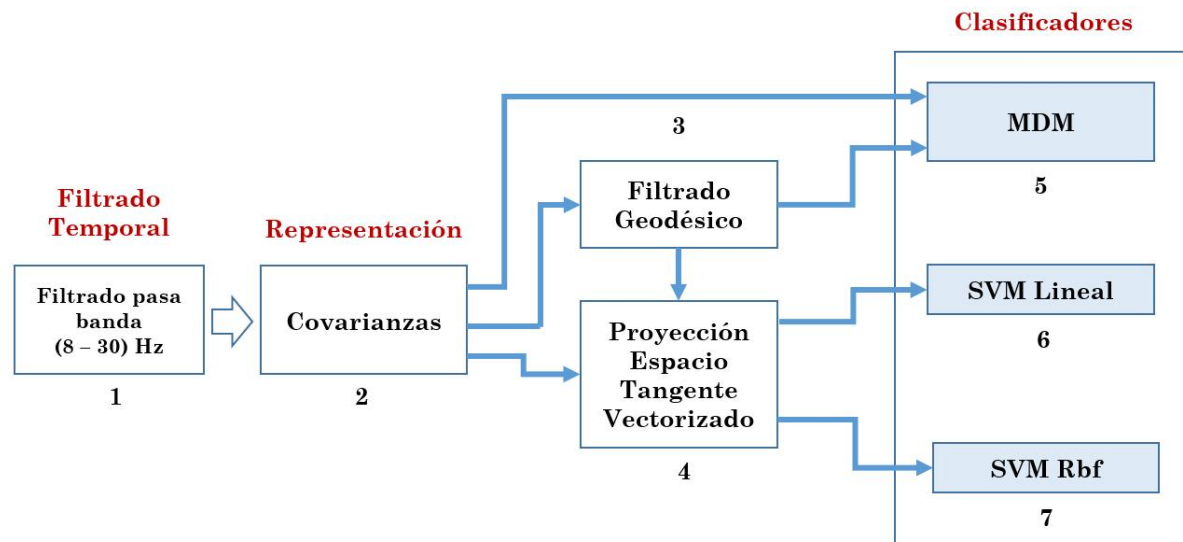 Clasificadores
MDM
3
5
Filtrado
Geodésico
Filtrado
Temporal
Representación
Filtrado pasa
banda
(8 – 30) Hz
1
Covarianzas
2
Proyección
Espacio
Tangente
Vectorizado
4
SVM Lineal
6
SVM Rbf
7